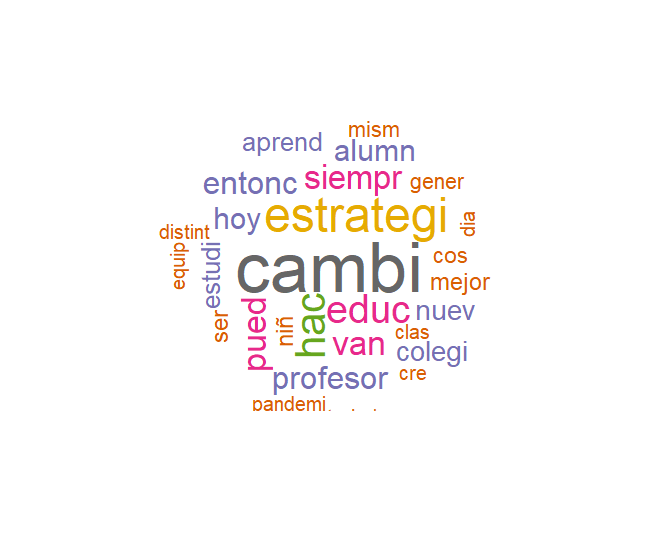 mism
aprend
alumn
siempr
entonc
gener
estrategi
hoy
dia
distint
equip
estudi
cambi
cos
mejor
educ
nuev
hac
pued
ser
niñ
clas
van
colegi
cre
profesor
pandemi